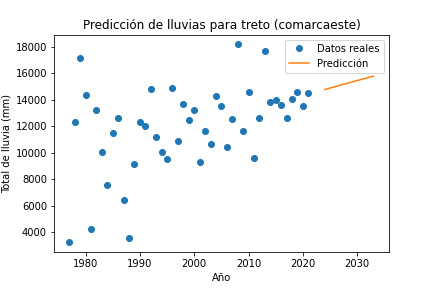 Predicción de lluvias para treto (comarcaeste)
Datos reales
Predicción
Total de lluvia (mm)
18000
16000
14000
12000
10000
8000
6000
4000
1980
1990
2000
2010
2020
2030
Año